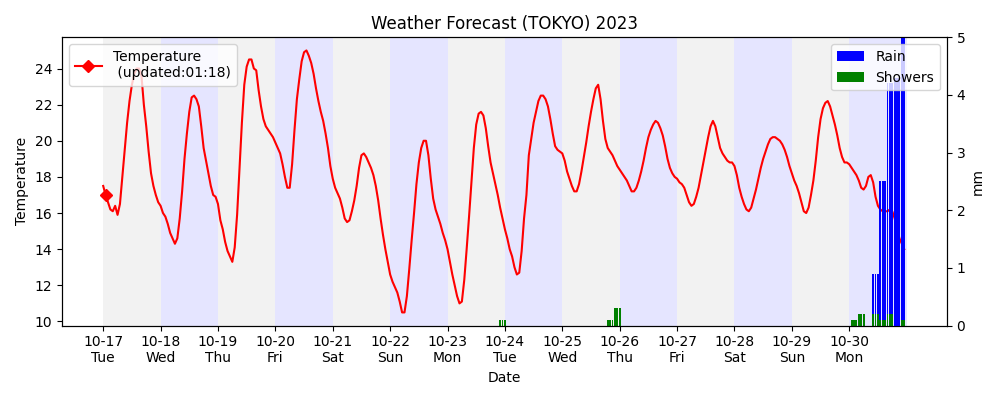 Weather Forecast (TOKYO) 2023
Temperature
(updated:01:18)
Rain
Showers
Temperature
24
22
20
18
16
14
12
10
5
4
3
2
1
0
mm
10-17 10-18 10-19 10-20 10-21 10-22 10-23 10-24 10-25 10-26 10-27 10-28 10-29 10-30
Tue Wed Thu Fri Sat Sun Mon Tue Wed Thu Fri Sat Sun Mon
Date